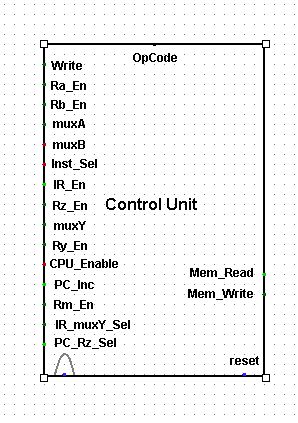 OpCode
Write
Ra_En
Rb_En
muxA
muxB
Inst_Sel
IR_En
Rz_En
Control Unit
muxY
Ry_En
CPU_Enable
Mem_Read
PC_Inc
Mem_Write
Rm_En
IR_muxY_Sel
PC_Rz_Sel
reset